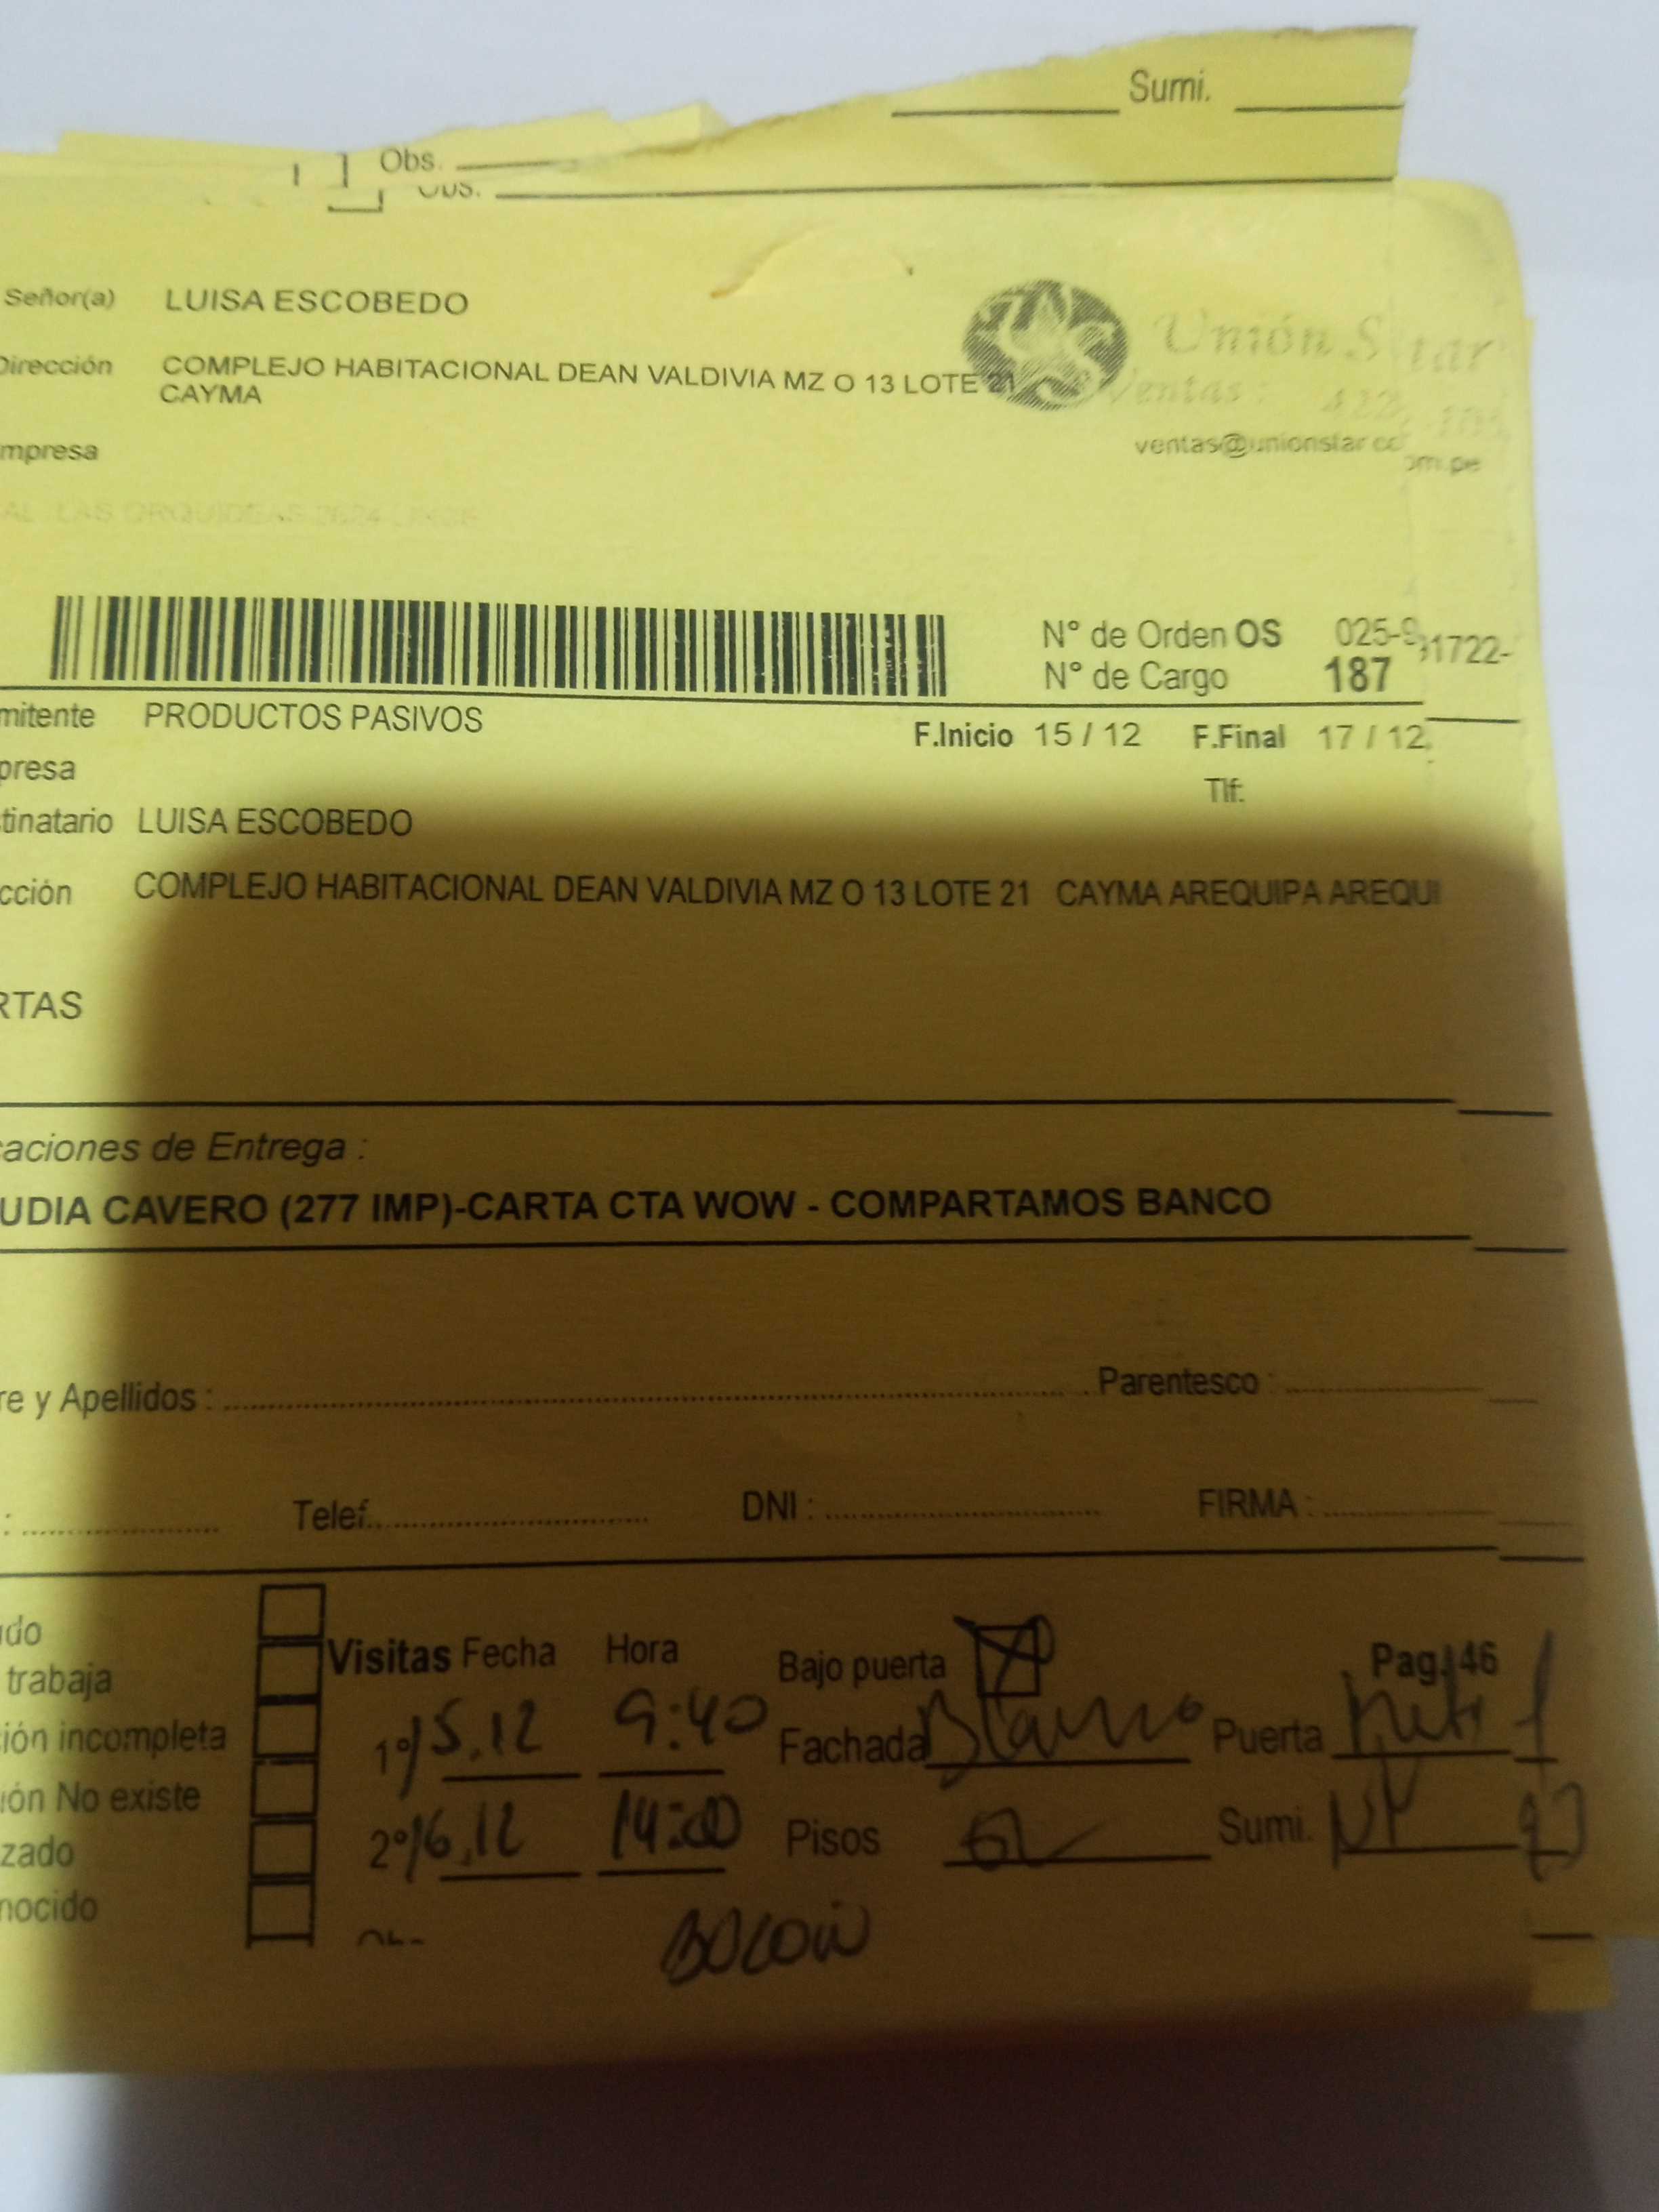 Sumi.
Obs.
Obs.
Señor(a) LUISA ESCOBEDO
Dirección COMPLEJO HABITACIONAL DEAN VALDIVIA MZ O 13 LOTE 21
CAYMA
Unión Star
Ventas :
mpresa
ventas@unionstar.com.pe
N° de Orden OS 025-
N° de Cargo 187
mitente PRODUCTOS PASIVOS
F.Inicio 15 / 12 F.Final 17 / 12
presa
Tlf:
tinatario LUISA ESCOBEDO
cción COMPLEJO HABITACIONAL DEAN VALDIVIA MZ O 13 LOTE 21 CAYMA AREQUIPA AREQUI
RTAS
caciones de Entrega :
UDIA CAVERO (277 IMP)-CARTA CTA WOW - COMPARTAMOS BANCO
re y Apellidos : Parentesco :
: Telef. DNI : FIRMA :
do
trabaja
Visitas Fecha Hora Bajo puerta X Pag. 46
ión incompleta
1° 15.12 9:40 Fachada Blanco Puerta
ión No existe
2° 16.12 14:00 Pisos Sumi.
zado
nocido